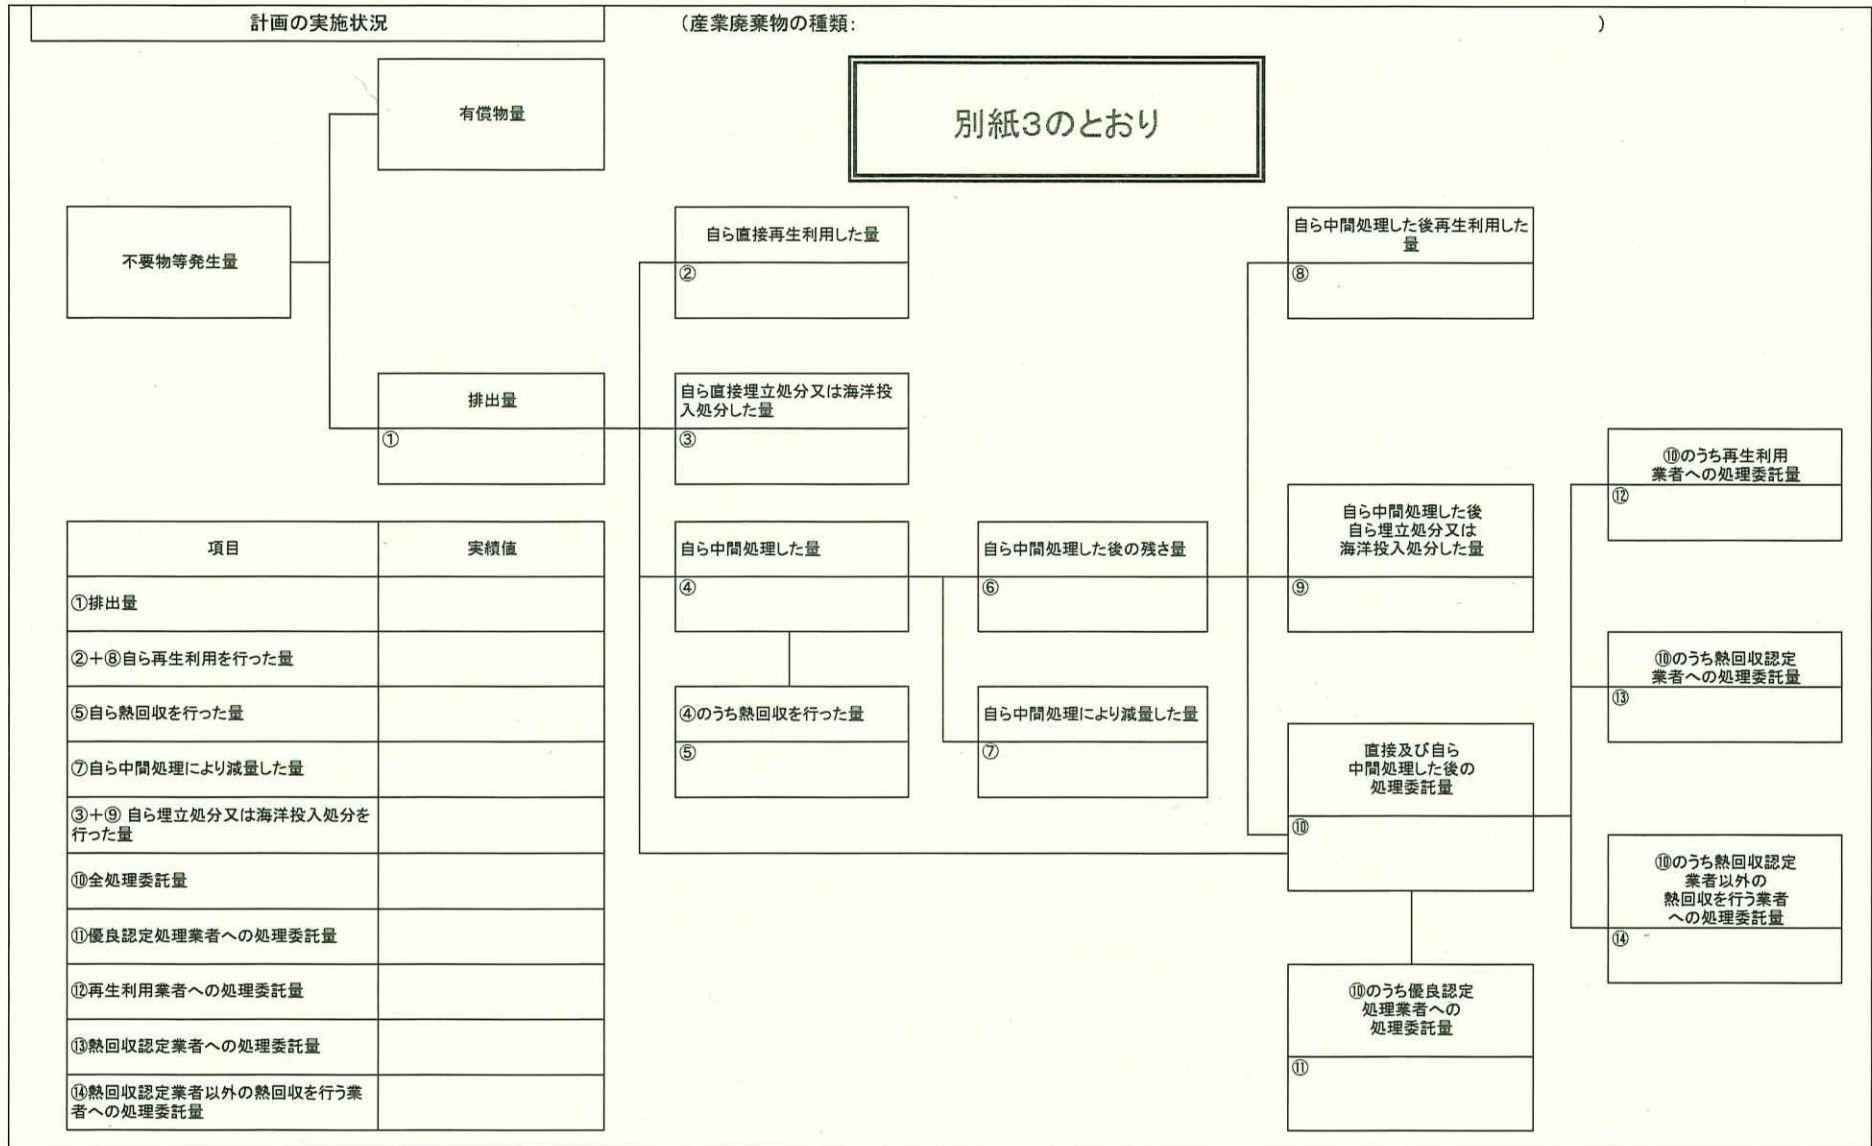 計画の実施状況
(産業廃棄物の種類: )
有償物量
別紙3のとおり
不要物等発生量
自ら直接再生利用した量
②
自ら中間処理した後再生利用した
量
⑧
排出量
①
自ら直接埋立処分又は海洋投
入処分した量
③
⑩のうち再生利用
業者への処理委託量
⑫
項目
実績値
①排出量
②+⑧自ら再生利用を行った量
⑤自ら熱回収を行った量
⑦自ら中間処理により減量した量
③+⑨ 自ら埋立処分又は海洋投入処分を
行った量
⑩全処理委託量
⑪優良認定処理業者への処理委託量
⑫再生利用業者への処理委託量
⑬熱回収認定業者への処理委託量
⑭熱回収認定業者以外の熱回収を行う業
者への処理委託量
自ら中間処理した量
④
自ら中間処理した後の残さ量
⑥
自ら中間処理した後
自ら埋立処分又は
海洋投入処分した量
⑨
④のうち熱回収を行った量
⑤
自ら中間処理により減量した量
⑦
⑩のうち熱回収認定
業者への処理委託量
⑬
直接及び自ら
中間処理した後の
処理委託量
⑩
⑩のうち熱回収認定
業者以外の
熱回収を行う業者
への処理委託量
⑭
⑩のうち優良認定
処理業者への
処理委託量
⑪